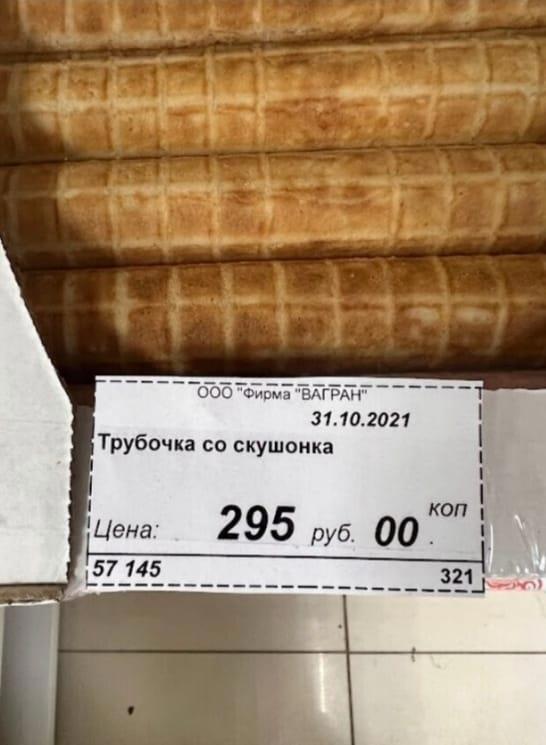 ООО "Фирма "ВАГРАН"
31.10.2021
Трубочка со скушонка
Цена: 295 руб. 00 коп.
57 145 321